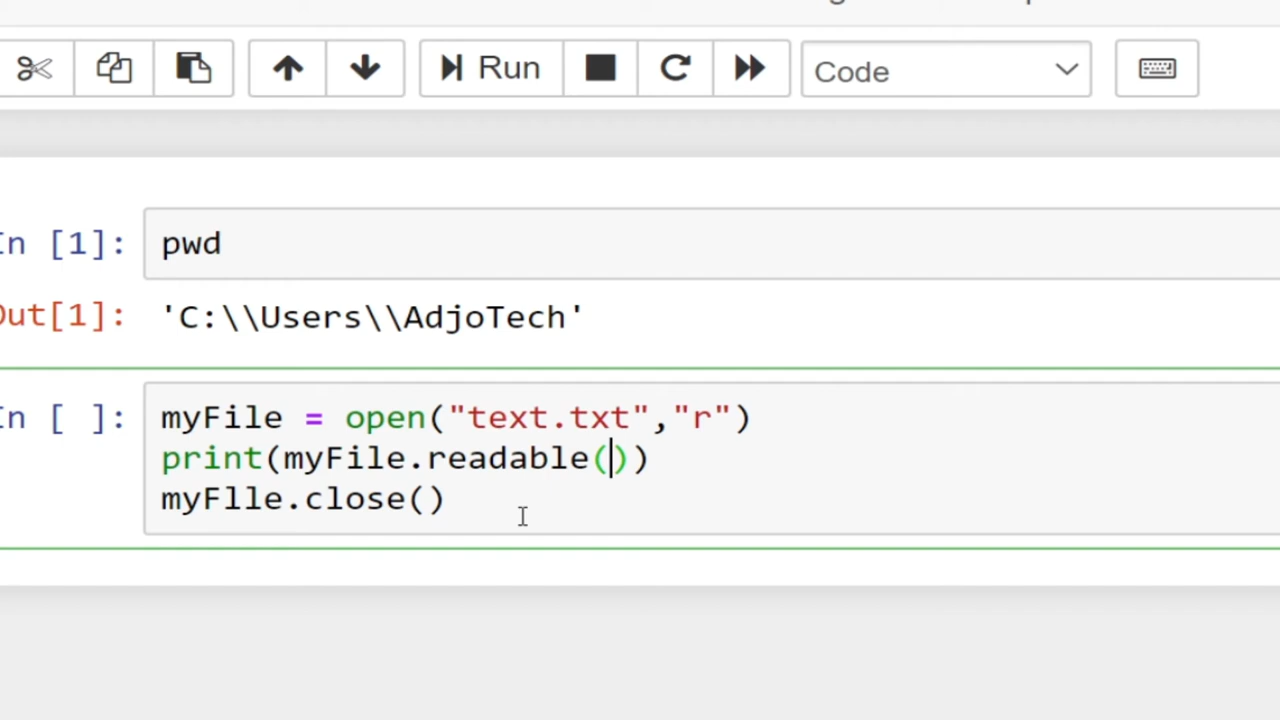 Run
Code
In [1]:
pwd
Out[1]:
'C:\\Users\\AdjoTech'
In [ ]:
myFile = open("text.txt","r")
print(myFile.readable())
myFlle.close()